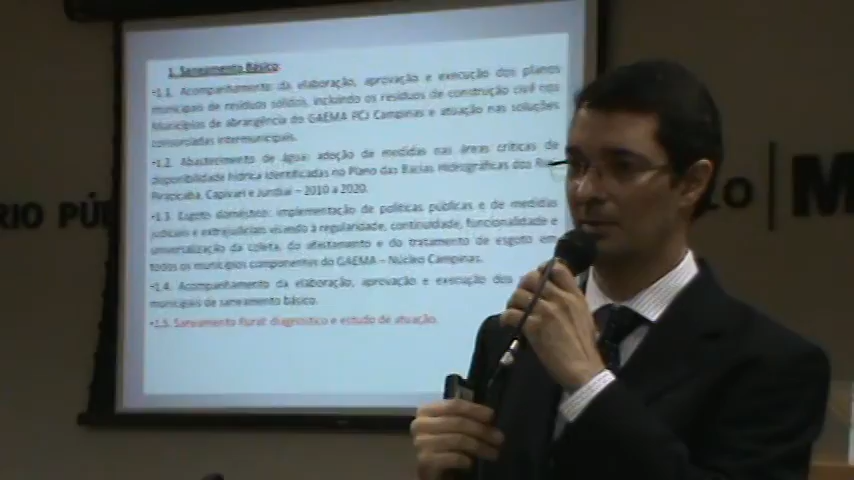 1. Saneamento Básico:
•1.1. Acompanhamento da elaboração, aprovação e execução dos planos
municipais de resíduos sólidos, incluindo os resíduos de construção civil nos
Municípios de abrangência do GAEMA PCJ Campinas e atuação nas soluções
consorciadas intermunicipais.
•1.2. Abastecimento de água: adoção de medidas nas áreas críticas de
disponibilidade hídrica identificadas no Plano das Bacias Hidrográficas dos
Piracicaba, Capivari e Jundiaí – 2010 a 2020.
•1.3. Esgoto doméstico: implementação de políticas públicas e de medidas
judiciais e extrajudiciais visando à regularidade, continuidade, funcionalidade e
universalização da coleta, do afastamento e do tratamento de esgoto em
todos os municípios componentes do GAEMA – Núcleo Campinas.
•1.4. Acompanhamento da elaboração, aprovação e execução dos
municipais de saneamento básico.
•1.5. Saneamento Rural: diagnóstico e estudo de atuação.
RIO PÚ
LO | M